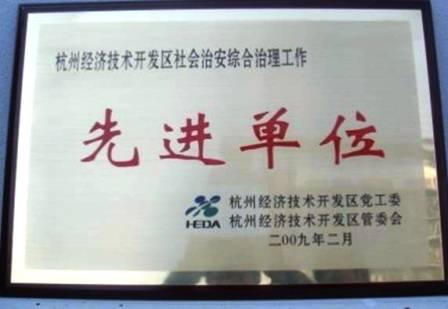 杭州经济技术开发区社会治安综合治理工作
先进单位
HEDA
杭州经济技术开发区党工委
杭州经济技术开发区管委会
二00九年二月